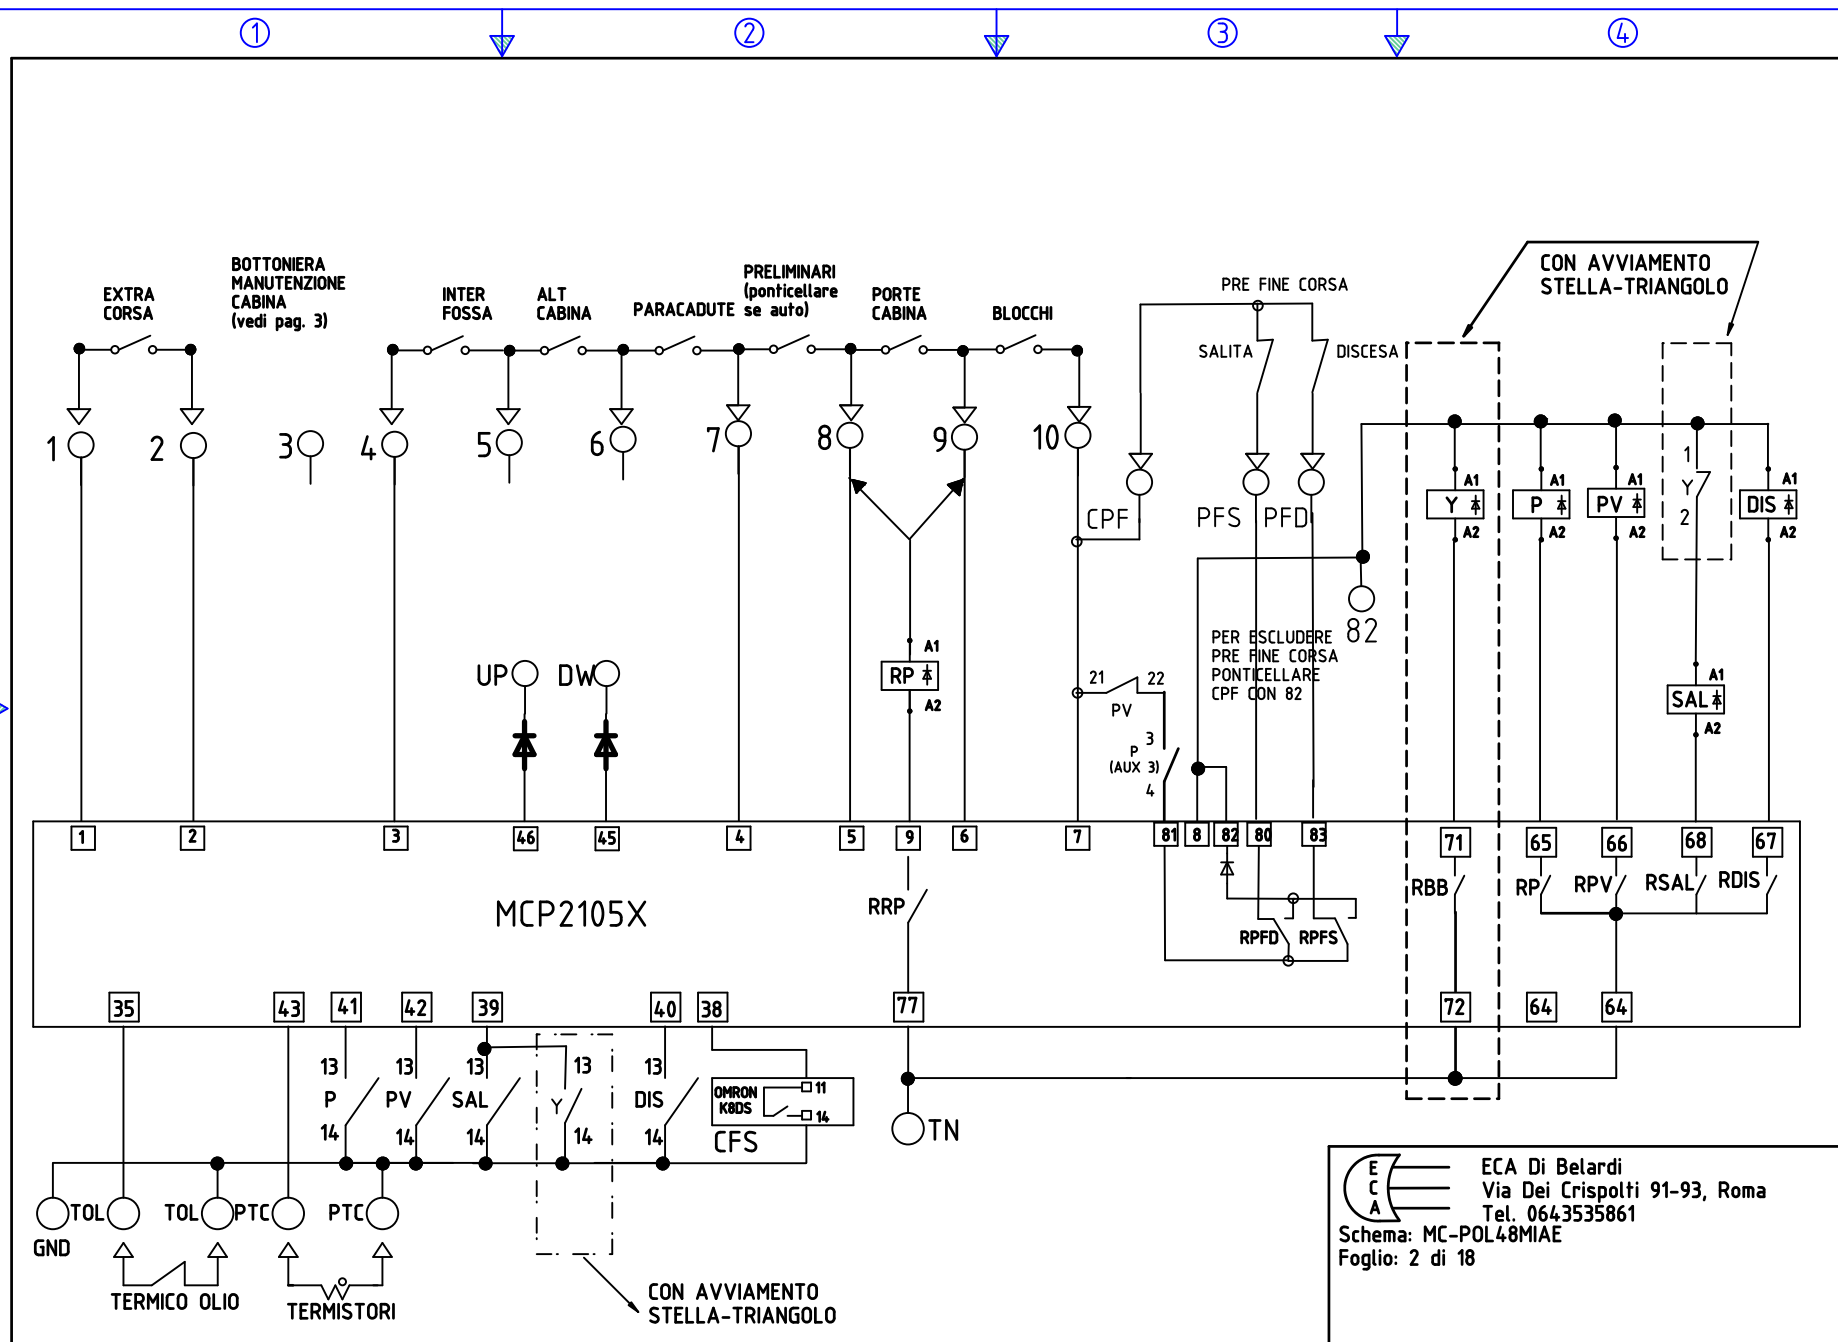 1 2 3 4
CON AVVIAMENTO
STELLA-TRIANGOLO
EXTRA
CORSA
BOTTONIERA
MANUTENZIONE
CABINA
(vedi pag. 3)
INTER
FOSSA
ALT
CABINA
PARACADUTE
PRELIMINARI
(ponticellare
se auto)
PORTE
CABINA
BLOCCHI
PRE FINE CORSA
SALITA
DISCESA
1 2 3 4 5 6 7 8 9 10
CPF PFS PFD
82
A1 A1 A1 1 A1
Y P PV Y DIS
A2 A2 A2 2 A2
PER ESCLUDERE
PRE FINE CORSA
PONTICELLARE
CPF CON 82
UP DW
A1
RP
A2
21 22
PV
3
P
(AUX 3)
4
A1
SAL
A2
1 2 3 46 45 4 5 9 6 7 81 8 82 80 83 71 65 66 68 67
MCP2105X
RRP
RPFD RPFS
RBB RP RPV RSAL RDIS
35 43 41 42 39 40 38 77 72 64 64
13 13 13 13 13
P PV SAL Y DIS
14 14 14 14 14
OMRON
K8DS
11
14
CFS
TN
GND
TOL TOL PTC PTC
TERMICO OLIO
TERMISTORI
CON AVVIAMENTO
STELLA-TRIANGOLO
E
C
A
ECA Di Belardi
Via Dei Crispolti 91-93, Roma
Tel. 0643535861
Schema: MC-POL48MIAE
Foglio: 2 di 18